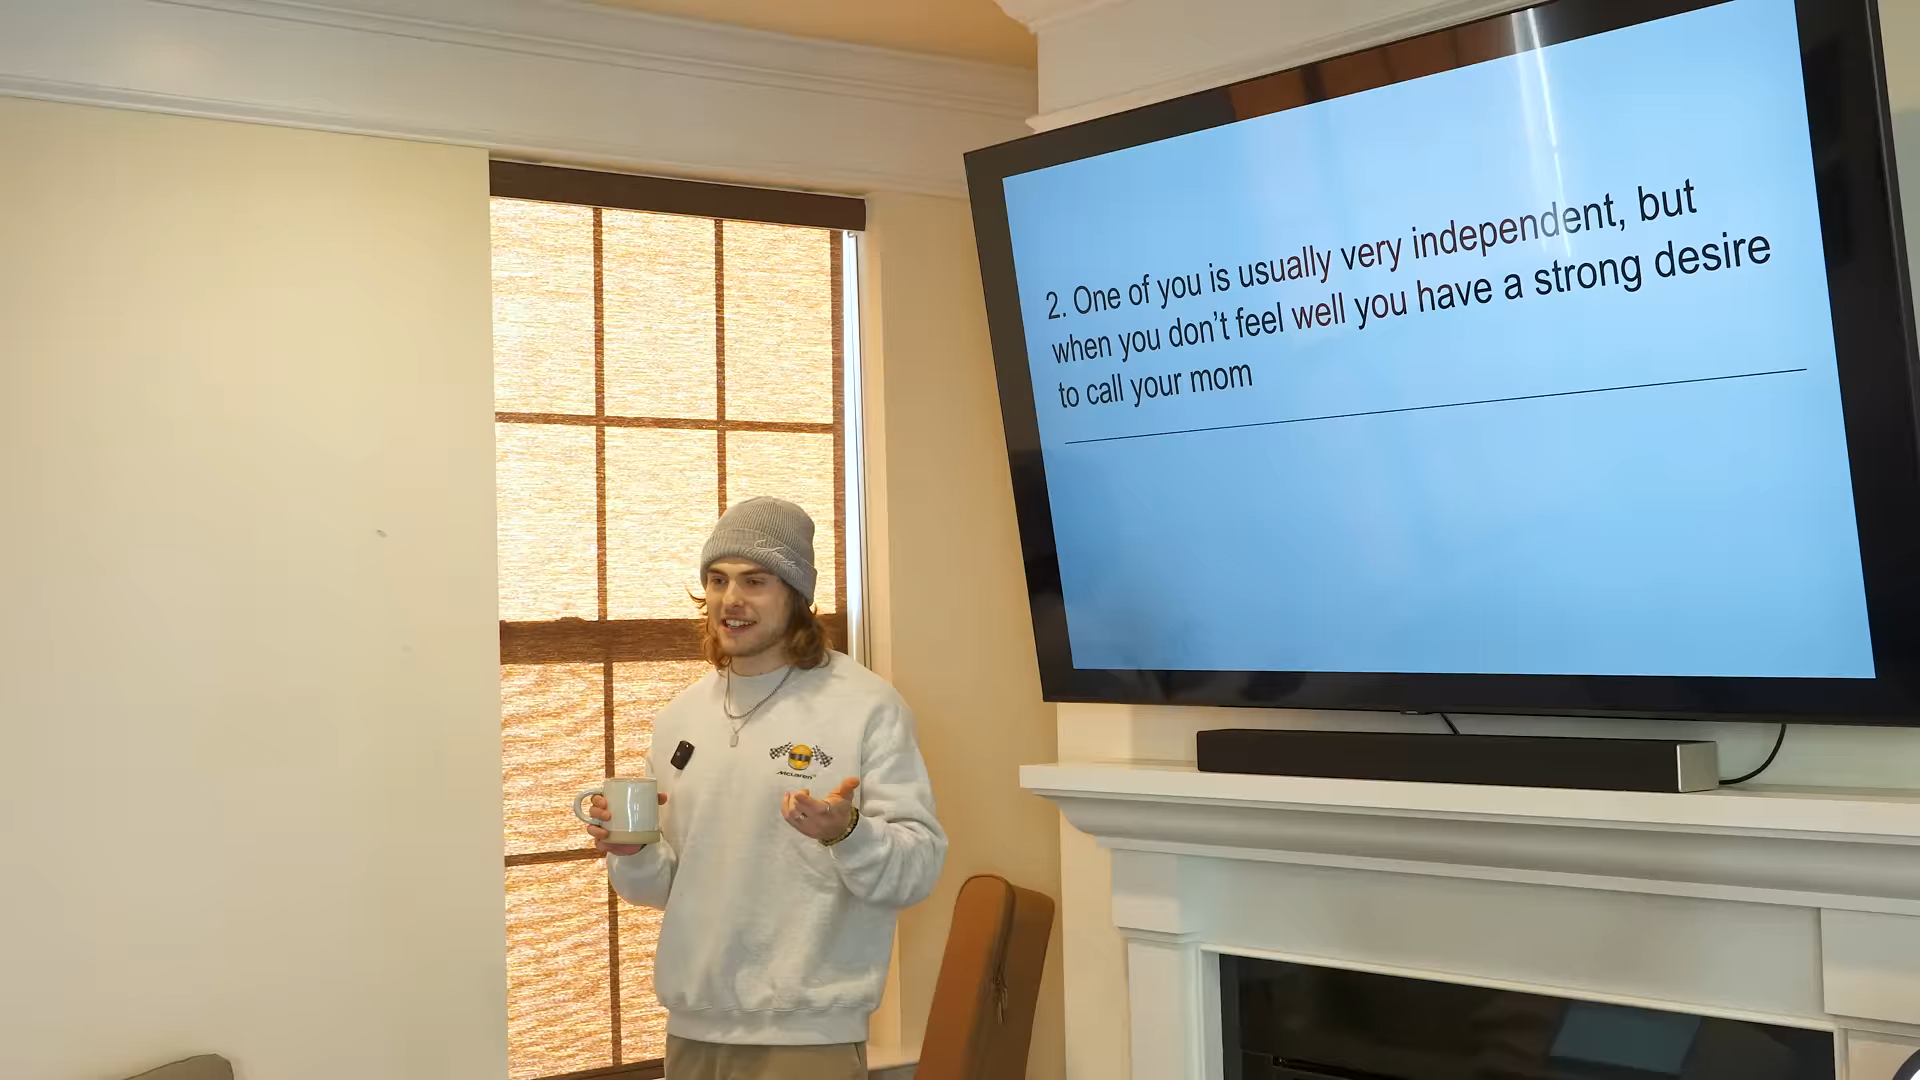 2. One of you is usually very independent, but
when you don't feel well you have a strong desire
to call your mom
McLaren